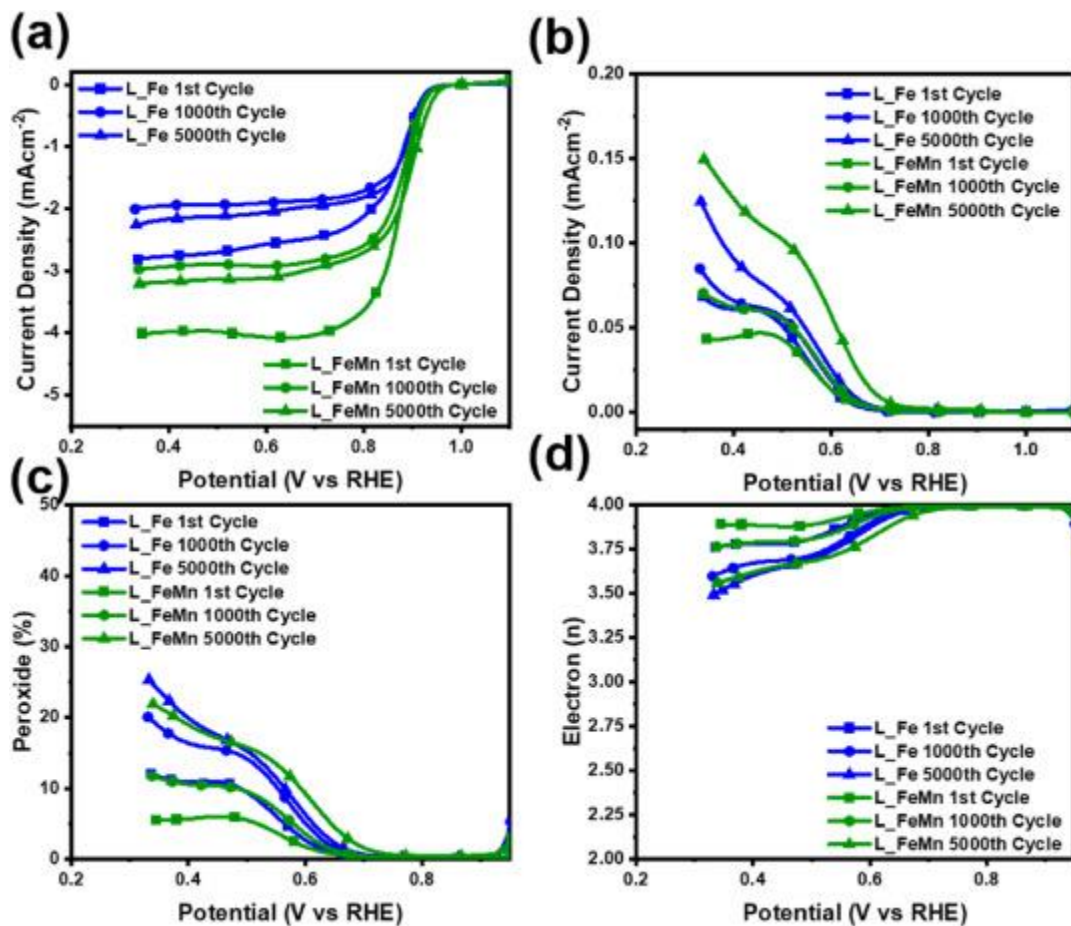 (a)
Current Density (mAcm-2)
0
-1
-2
-3
-4
-5
L_Fe 1st Cycle
L_Fe 1000th Cycle
L_Fe 5000th Cycle
L_FeMn 1st Cycle
L_FeMn 1000th Cycle
L_FeMn 5000th Cycle
0.2 0.4 0.6 0.8 1.0
Potential (V vs RHE)
(b)
Current Density (mAcm-2)
0.20
0.15
0.10
0.05
0.00
L_Fe 1st Cycle
L_Fe 1000th Cycle
L_Fe 5000th Cycle
L_FeMn 1st Cycle
L_FeMn 1000th Cycle
L_FeMn 5000th Cycle
0.2 0.4 0.6 0.8 1.0
Potential (V vs RHE)
(c)
Peroxide (%)
50
40
30
20
10
0
L_Fe 1st Cycle
L_Fe 1000th Cycle
L_Fe 5000th Cycle
L_FeMn 1st Cycle
L_FeMn 1000th Cycle
L_FeMn 5000th Cycle
0.2 0.4 0.6 0.8
Potential (V vs RHE)
(d)
Electron (n)
4.00
3.75
3.50
3.25
3.00
2.75
2.50
2.25
2.00
L_Fe 1st Cycle
L_Fe 1000th Cycle
L_Fe 5000th Cycle
L_FeMn 1st Cycle
L_FeMn 1000th Cycle
L_FeMn 5000th Cycle
0.2 0.4 0.6 0.8
Potential (V vs RHE)